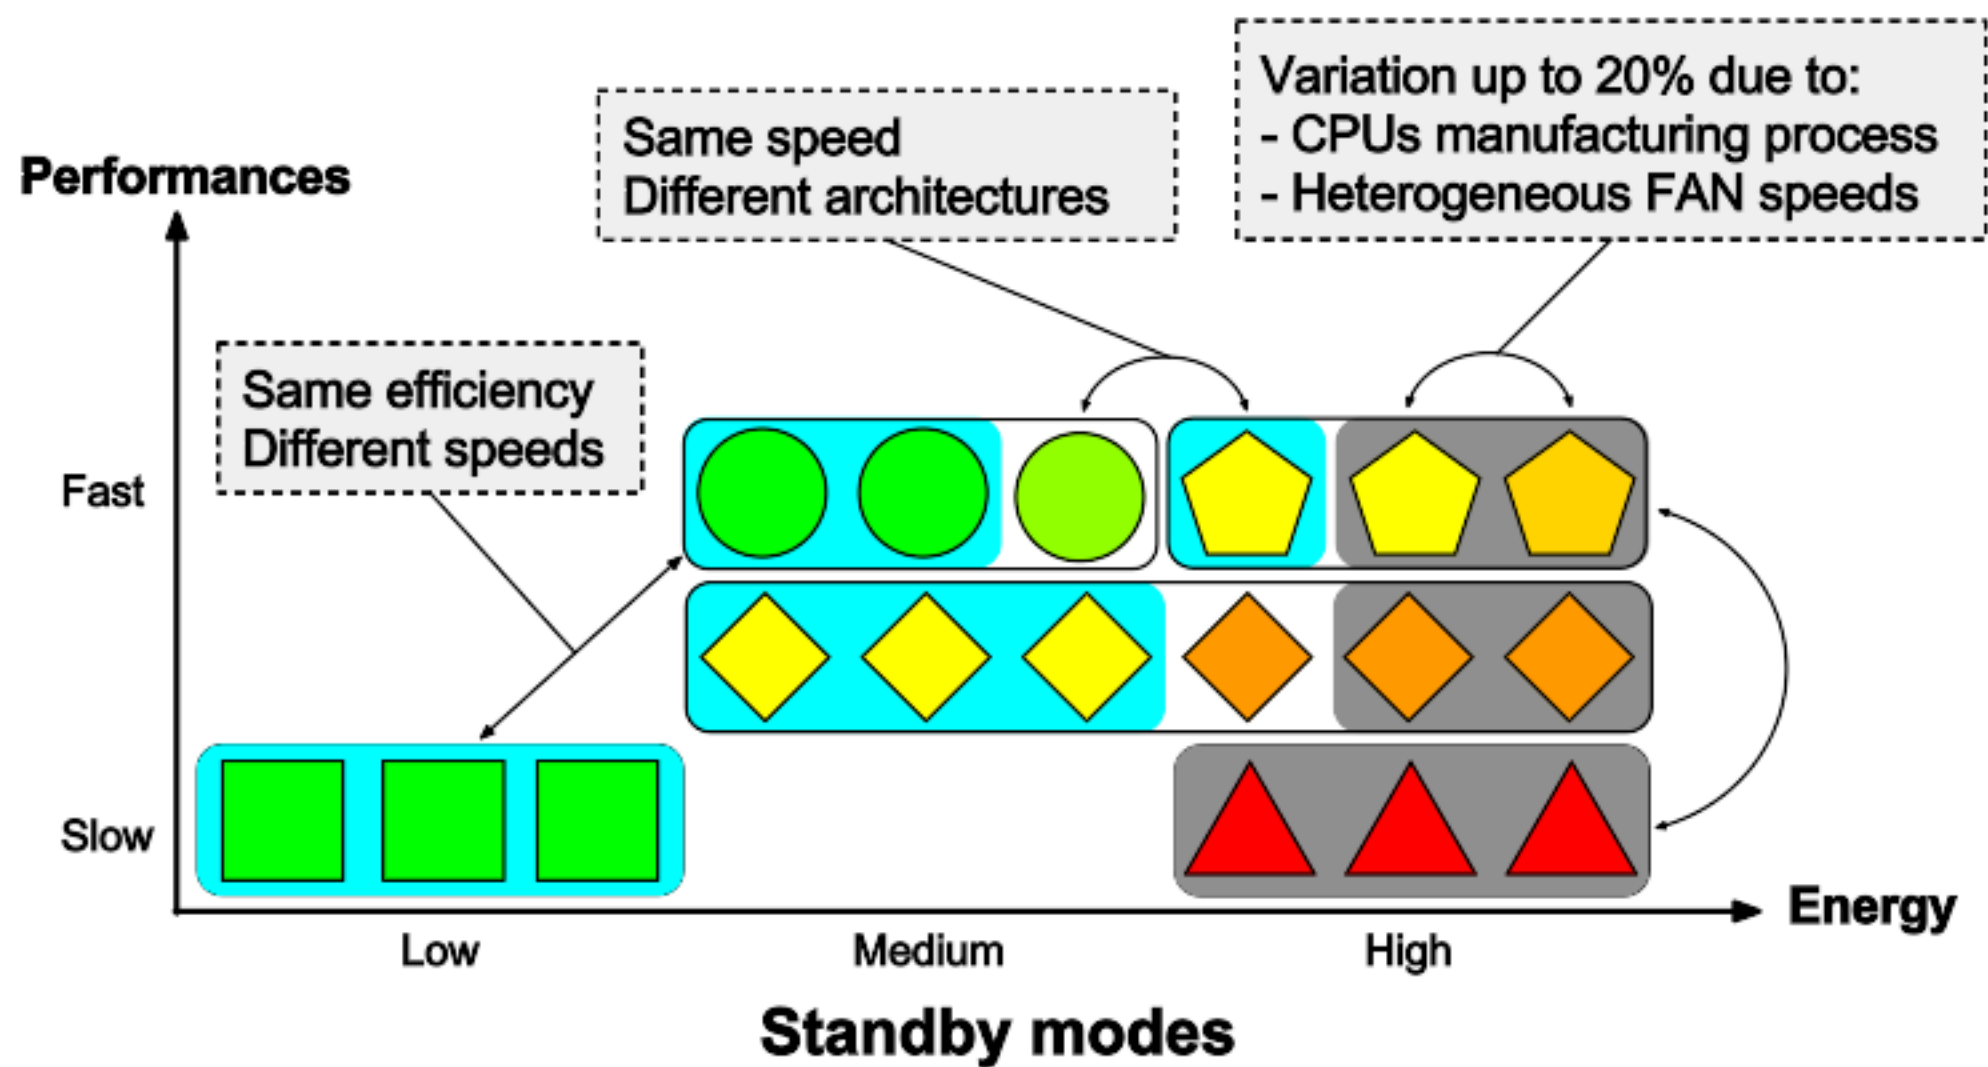 Variation up to 20% due to:
- CPUs manufacturing process
- Heterogeneous FAN speeds
Same speed
Different architectures
Performances
Same efficiency
Different speeds
Fast
Slow
Energy
Low
Medium
High
Standby modes